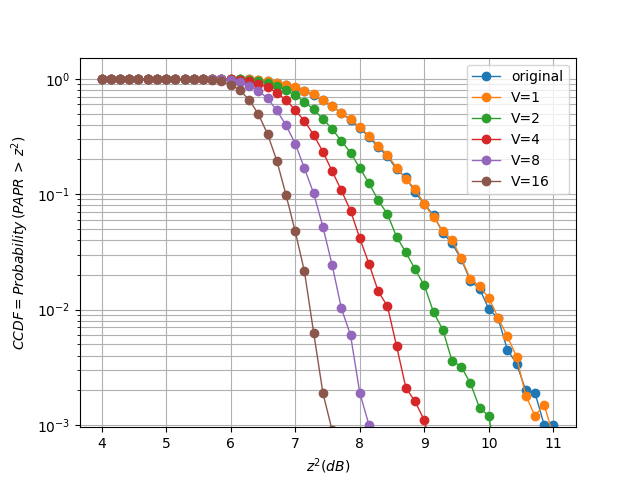 original
V=1
V=2
V=4
V=8
V=16
10⁰
10⁻¹
10⁻²
10⁻³
CCDF = Probability (PAPR > z²)
4 5 6 7 8 9 10 11
z²(dB)